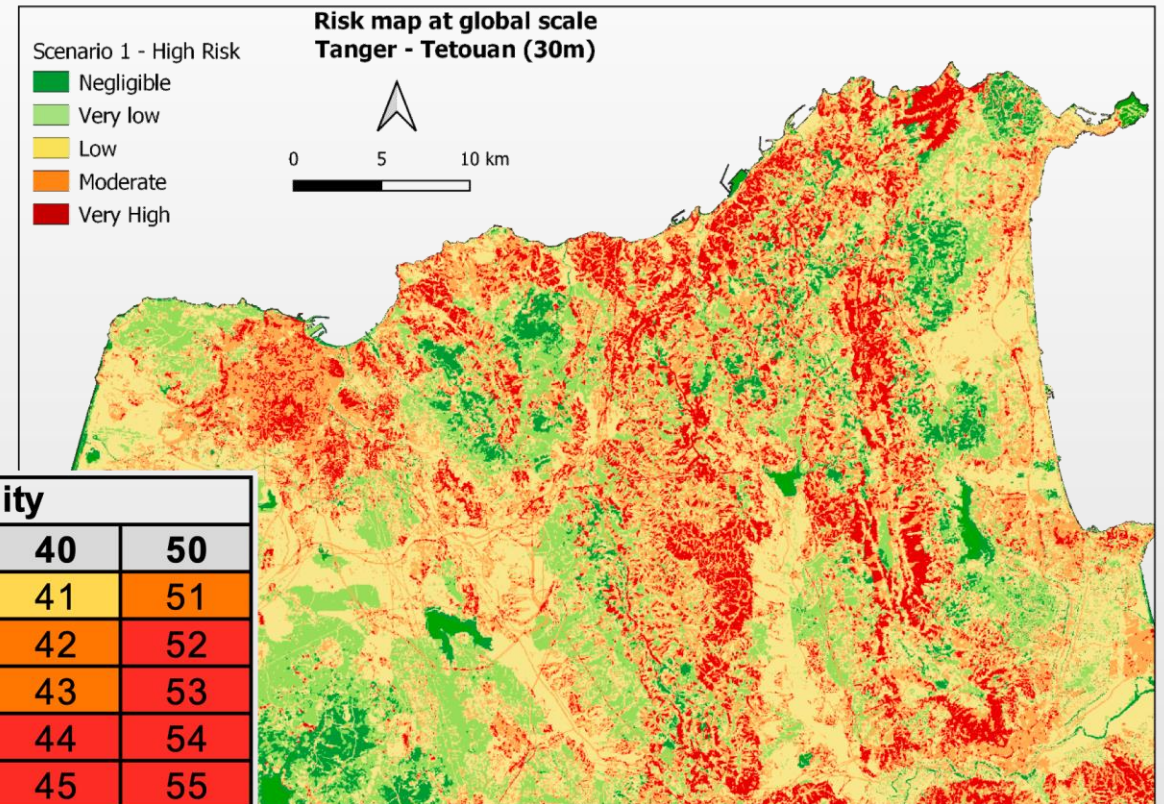 Risk map at global scale
Tanger - Tetouan (30m)
Scenario 1 - High Risk
Negligible
Very low
Low
Moderate
Very High
0 5 10 km
ity
40 50
41 51
42 52
43 53
44 54
45 55